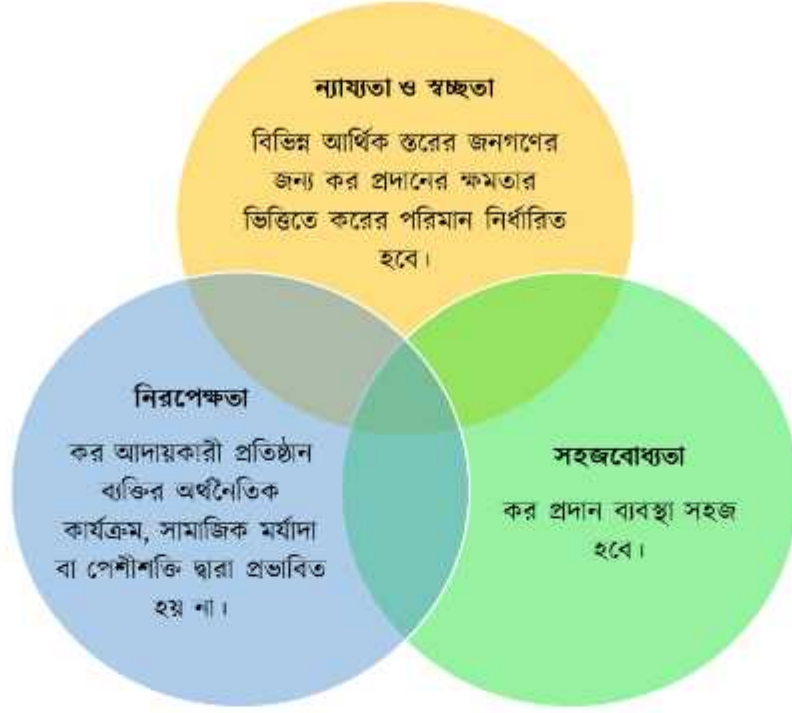 ন্যায্যতা ও স্বচ্ছতা
বিভিন্ন আর্থিক স্তরের জনগণের
জন্য কর প্রদানের ক্ষমতার
ভিত্তিতে করের পরিমান নির্ধারিত
হবে।
নিরপেক্ষতা
কর আদায়কারী প্রতিষ্ঠান
ব্যক্তির অর্থনৈতিক
কার্যক্রম, সামাজিক মর্যাদা
বা পেশীশক্তি দ্বারা প্রভাবিত
হয় না।
সহজবোধ্যতা
কর প্রদান ব্যবস্থা সহজ
হবে।